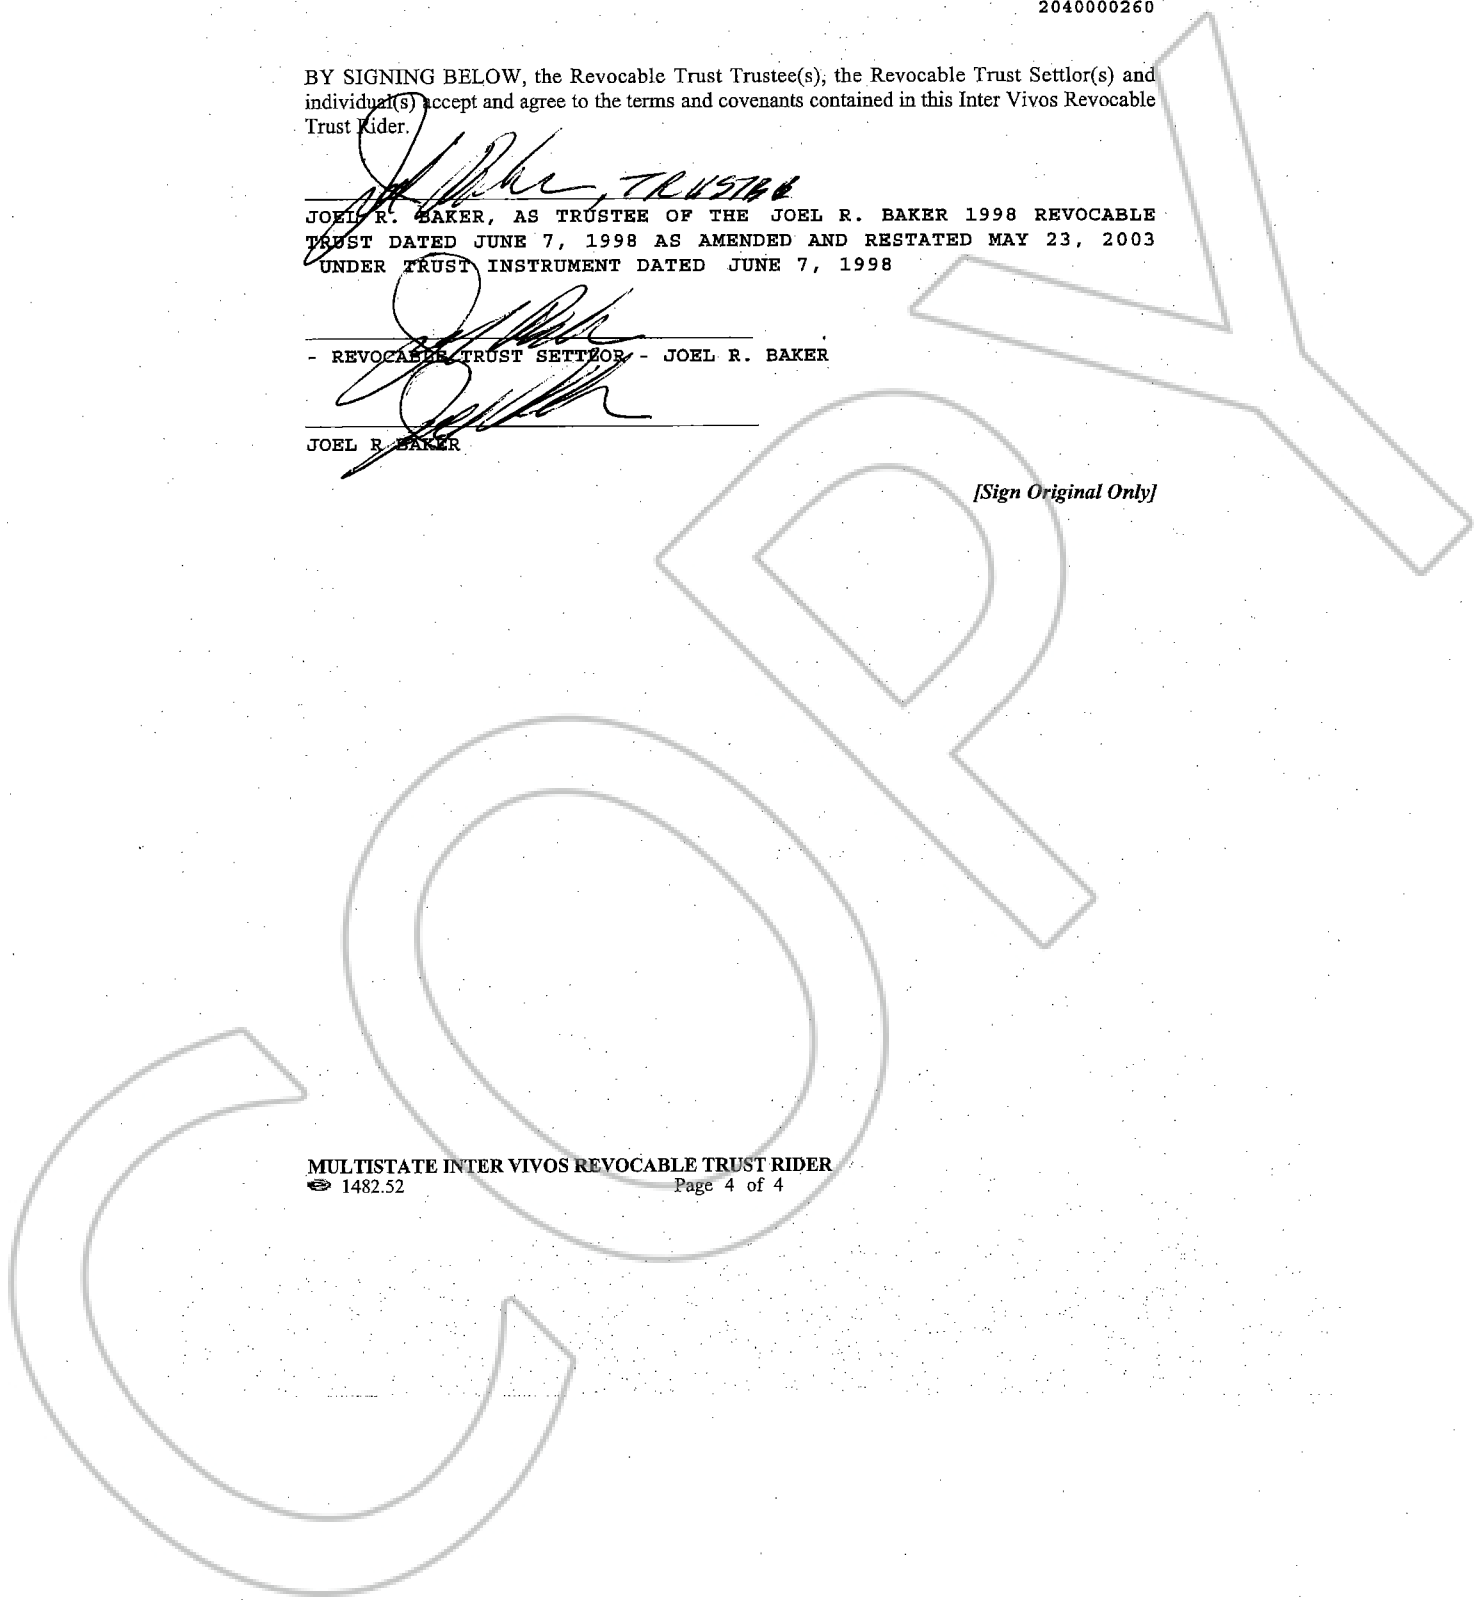 2040000260
BY SIGNING BELOW, the Revocable Trust Trustee(s), the Revocable Trust Settlor(s) and
individual(s) accept and agree to the terms and covenants contained in this Inter Vivos Revocable
Trust Rider.
, TRUSTEE
JOEL R. BAKER, AS TRUSTEE OF THE JOEL R. BAKER 1998 REVOCABLE
TRUST DATED JUNE 7, 1998 AS AMENDED AND RESTATED MAY 23, 2003
UNDER TRUST INSTRUMENT DATED JUNE 7, 1998
- REVOCABLE TRUST SETTLOR - JOEL R. BAKER
JOEL R BAKER
[Sign Original Only]
MULTISTATE INTER VIVOS REVOCABLE TRUST RIDER
1482.52 Page 4 of 4
COPY